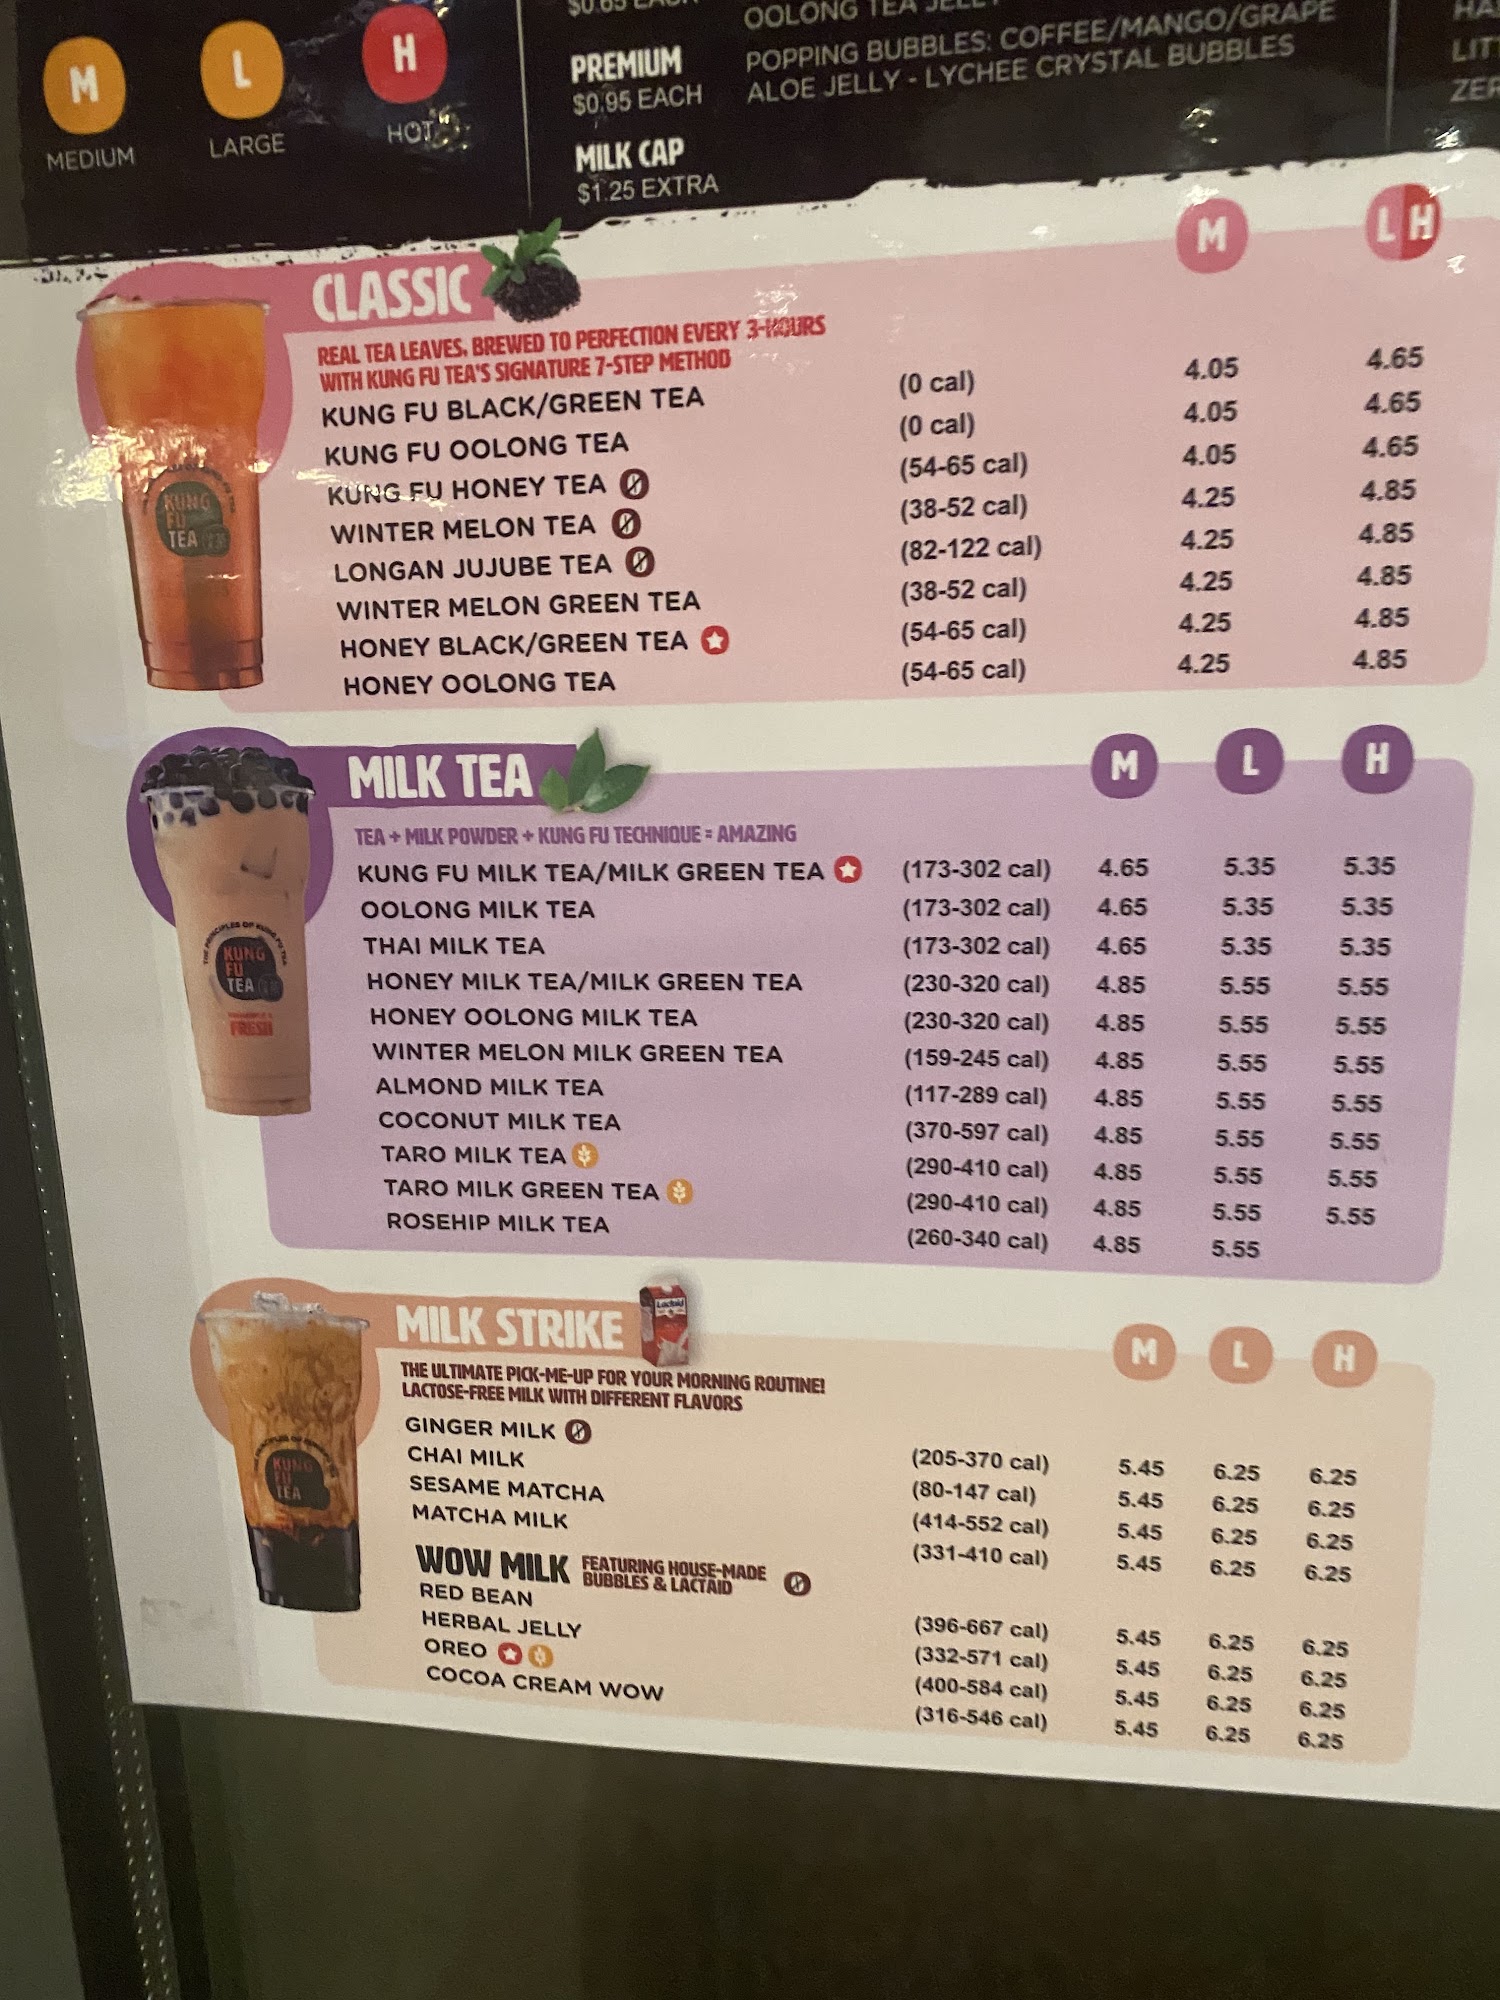 M
L
H
MEDIUM
LARGE
HOT
PREMIUM
$0.95 EACH
POPPING BUBBLES: COFFEE/MANGO/GRAPE
ALOE JELLY - LYCHEE CRYSTAL BUBBLES
MILK CAP
$1.25 EXTRA
CLASSIC M L H
REAL TEA LEAVES, BREWED TO PERFECTION EVERY 3-HOURS
WITH KUNG FU TEA'S SIGNATURE 7-STEP METHOD
KUNG FU BLACK/GREEN TEA (0 cal) 4.05 4.65
KUNG FU OOLONG TEA (0 cal) 4.05 4.65
KUNG FU HONEY TEA (54-65 cal) 4.05 4.65
WINTER MELON TEA (38-52 cal) 4.25 4.85
LONGAN JUJUBE TEA (82-122 cal) 4.25 4.85
WINTER MELON GREEN TEA (38-52 cal) 4.25 4.85
HONEY BLACK/GREEN TEA (54-65 cal) 4.25 4.85
HONEY OOLONG TEA (54-65 cal) 4.25 4.85
KUNG
FU
TEA
MILK TEA M L H
TEA + MILK POWDER + KUNG FU TECHNIQUE = AMAZING
KUNG FU MILK TEA/MILK GREEN TEA (173-302 cal) 4.65 5.35 5.35
OOLONG MILK TEA (173-302 cal) 4.65 5.35 5.35
THAI MILK TEA (173-302 cal) 4.65 5.35 5.35
HONEY MILK TEA/MILK GREEN TEA (230-320 cal) 4.85 5.55 5.55
HONEY OOLONG MILK TEA (230-320 cal) 4.85 5.55 5.55
WINTER MELON MILK GREEN TEA (159-245 cal) 4.85 5.55 5.55
ALMOND MILK TEA (117-289 cal) 4.85 5.55 5.55
COCONUT MILK TEA (370-597 cal) 4.85 5.55 5.55
TARO MILK TEA (290-410 cal) 4.85 5.55 5.55
TARO MILK GREEN TEA (290-410 cal) 4.85 5.55 5.55
ROSEHIP MILK TEA (260-340 cal) 4.85 5.55
THE PRINCIPLES OF KUNG FU TEA
KUNG
FU
TEA
FRESH
MILK STRIKE M L H
Lactaid
THE ULTIMATE PICK-ME-UP FOR YOUR MORNING ROUTINE!
LACTOSE-FREE MILK WITH DIFFERENT FLAVORS
GINGER MILK (205-370 cal) 5.45 6.25 6.25
CHAI MILK (80-147 cal) 5.45 6.25 6.25
SESAME MATCHA (414-552 cal) 5.45 6.25 6.25
MATCHA MILK (331-410 cal) 5.45 6.25 6.25
WOW MILK FEATURING HOUSE-MADE
BUBBLES & LACTAID
RED BEAN (396-667 cal) 5.45 6.25 6.25
HERBAL JELLY (332-571 cal) 5.45 6.25 6.25
OREO (400-584 cal) 5.45 6.25 6.25
COCOA CREAM WOW (316-546 cal) 5.45 6.25 6.25
KUNG
FU
TEA